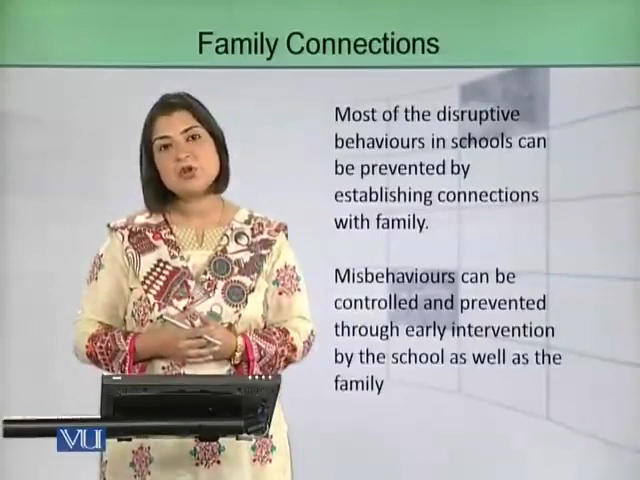 Family Connections
Most of the disruptive
behaviours in schools can
be prevented by
establishing connections
with family.
Misbehaviours can be
controlled and prevented
through early intervention
by the school as well as the
family
VU